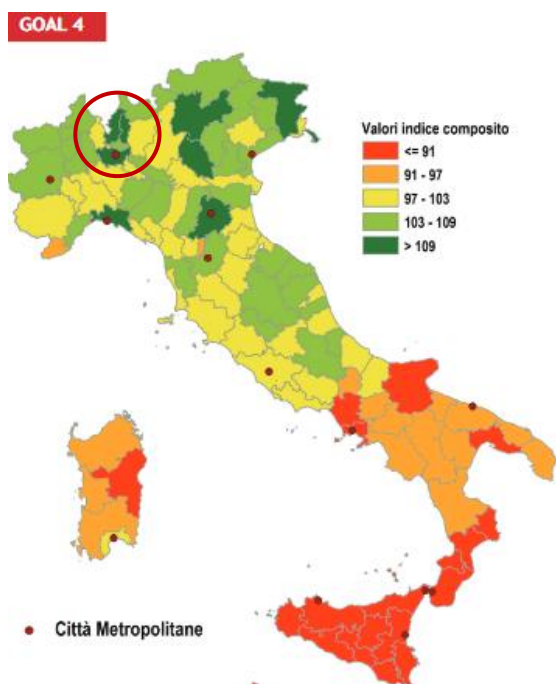 GOAL 4
Valori indice composito
<= 91
91 - 97
97 - 103
103 - 109
> 109
Città Metropolitane